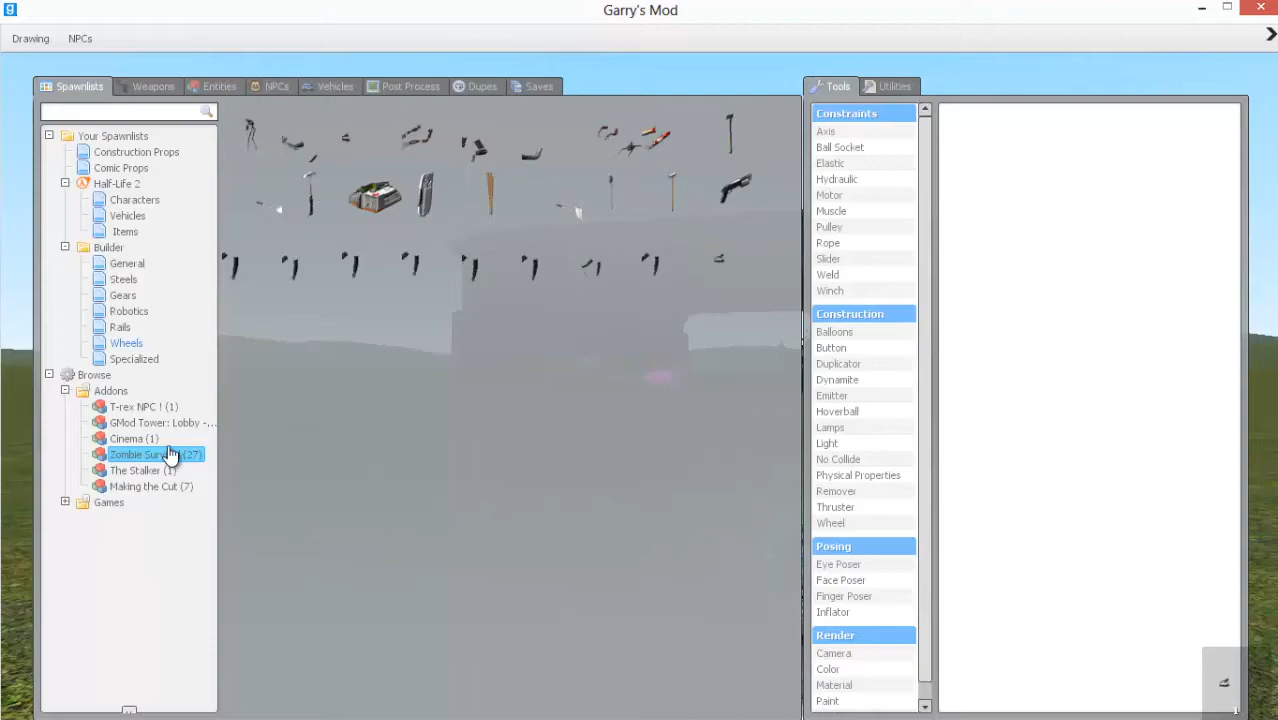 Garry's Mod
Drawing NPCs
Spawnlists Weapons Entities NPCs Vehicles Post Process Dupes Saves
Your Spawnlists
Construction Props
Comic Props
Half-Life 2
Characters
Vehicles
Items
Builder
General
Steels
Gears
Robotics
Rails
Wheels
Specialized
Browse
Addons
T-rex NPC ! (1)
GMod Tower: Lobby -...
Cinema (1)
Zombie (27)
The Stalker (1)
Making the Cut (7)
Games
Tools Utilities
Constraints
Axis
Ball Socket
Elastic
Hydraulic
Motor
Muscle
Pulley
Rope
Slider
Weld
Winch
Construction
Balloons
Button
Duplicator
Dynamite
Emitter
Hoverball
Lamps
Light
No Collide
Physical Properties
Remover
Thruster
Wheel
Posing
Eye Poser
Face Poser
Finger Poser
Inflator
Render
Camera
Color
Material
Paint
1